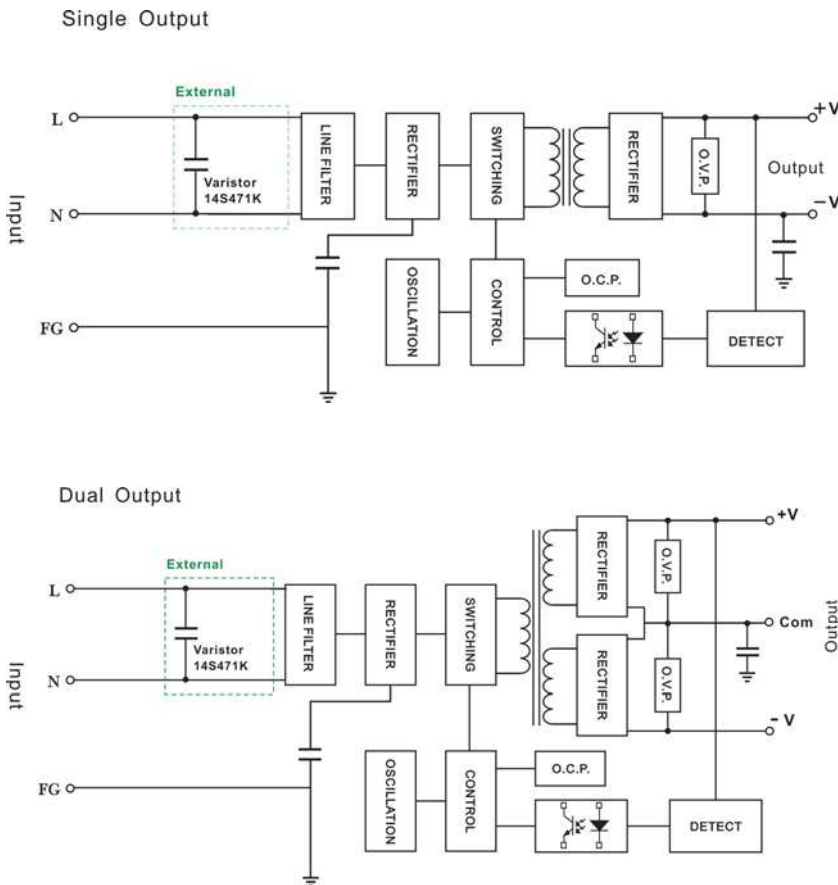 Single Output
External
L
+V
LINE FILTER
RECTIFIER
SWITCHING
RECTIFIER
O.V.P.
Output
Varistor
14S471K
Input
N
−V
OSCILLATION
CONTROL
O.C.P.
FG
DETECT
Dual Output
+V
External
RECTIFIER
O.V.P.
L
LINE FILTER
RECTIFIER
SWITCHING
Com
Output
Varistor
14S471K
Input
N
RECTIFIER
O.V.P.
- V
OSCILLATION
CONTROL
O.C.P.
FG
DETECT